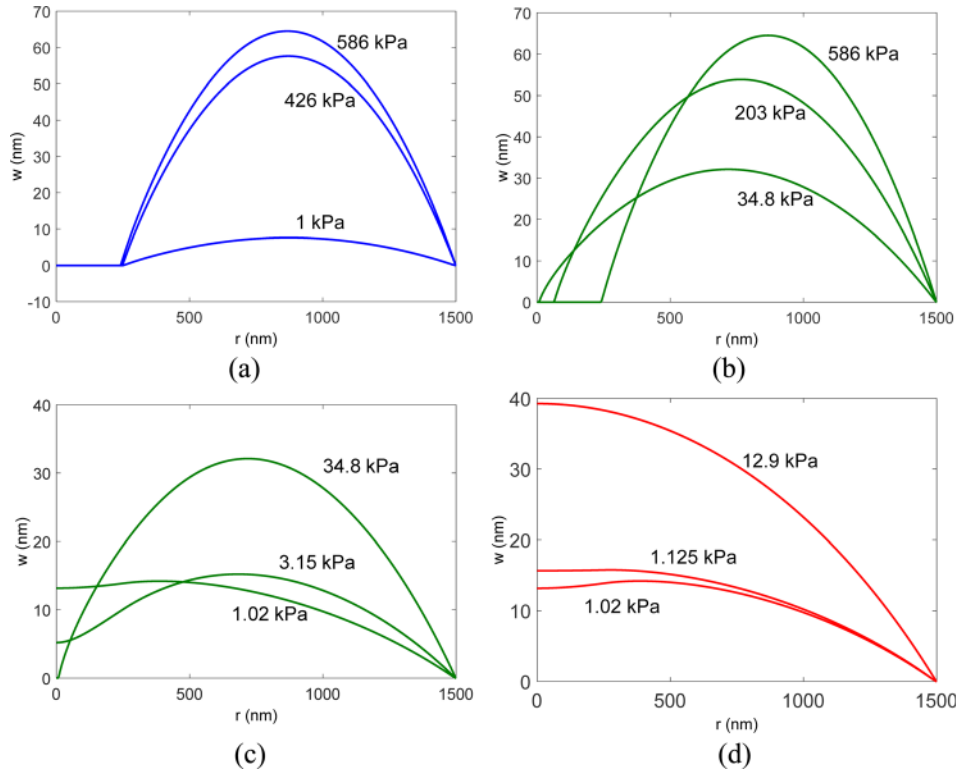 70
60
50
40
30
20
10
0
-10
w (nm)
586 kPa
426 kPa
1 kPa
0
500
1000
1500
r (nm)
(a)
70
60
50
40
30
20
10
0
w (nm)
586 kPa
203 kPa
34.8 kPa
0
500
1000
1500
r (nm)
(b)
40
30
20
10
0
w (nm)
34.8 kPa
3.15 kPa
1.02 kPa
0
500
1000
1500
r (nm)
(c)
40
30
20
10
0
w (nm)
12.9 kPa
1.125 kPa
1.02 kPa
0
500
1000
1500
r (nm)
(d)